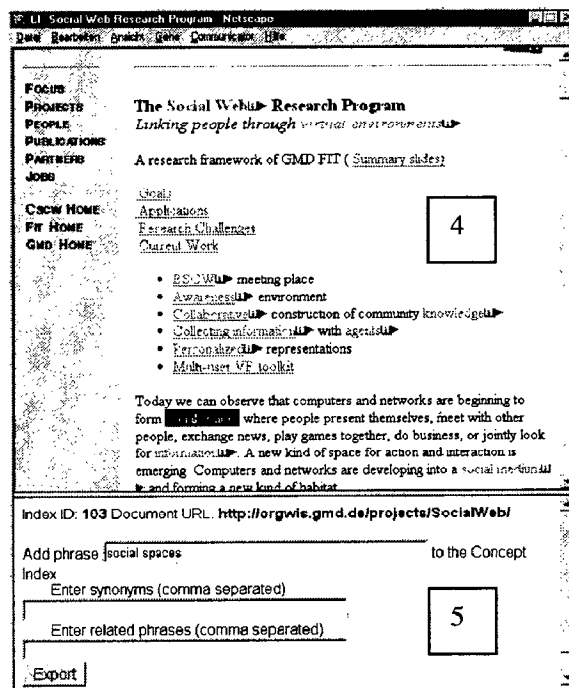 LI Social Web Research Program - Netscape
Datei Bearbeiten Ansicht Gehe Communicator Hilfe
FOCUS
PROJECTS
PEOPLE
PUBLICATIONS
PARTNERS
JOBS
CSCW HOME
FIT HOME
GMD HOME
The Social Web Research Program
Linking people through virtual environments
A research framework of GMD FIT ( Summary slides)
Goals
Applications
Research Challenges
Current Work
4
• BSCW meeting place
• Awareness environment
• Collaborative construction of community knowledge
• Collecting information with agents
• Personalized representations
• Multi-user VE toolkit
Today we can observe that computers and networks are beginning to
form where people present themselves, meet with other
people, exchange news, play games together, do business, or jointly look
for information. A new kind of space for action and interaction is
emerging. Computers and networks are developing into a social medium
and forming a new kind of habitat
Index ID: 103 Document URL: http://orgwis.gmd.de/projects/SocialWeb/
Add phrase social spaces to the Concept
Index
Enter synonyms (comma separated)
Enter related phrases (comma separated)
5
Export